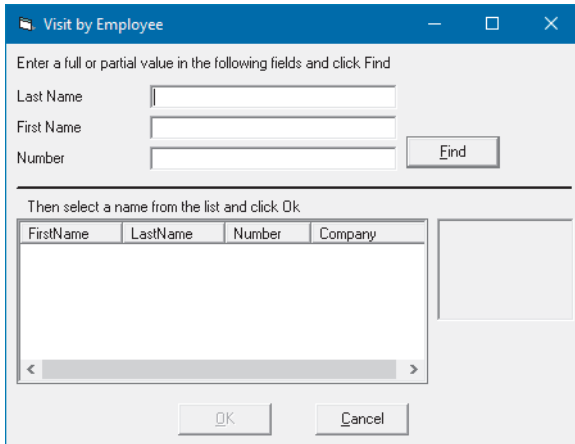 Visit by Employee
Enter a full or partial value in the following fields and click Find
Last Name
First Name
Number
Find
Then select a name from the list and click Ok
FirstName LastName Number Company
OK Cancel